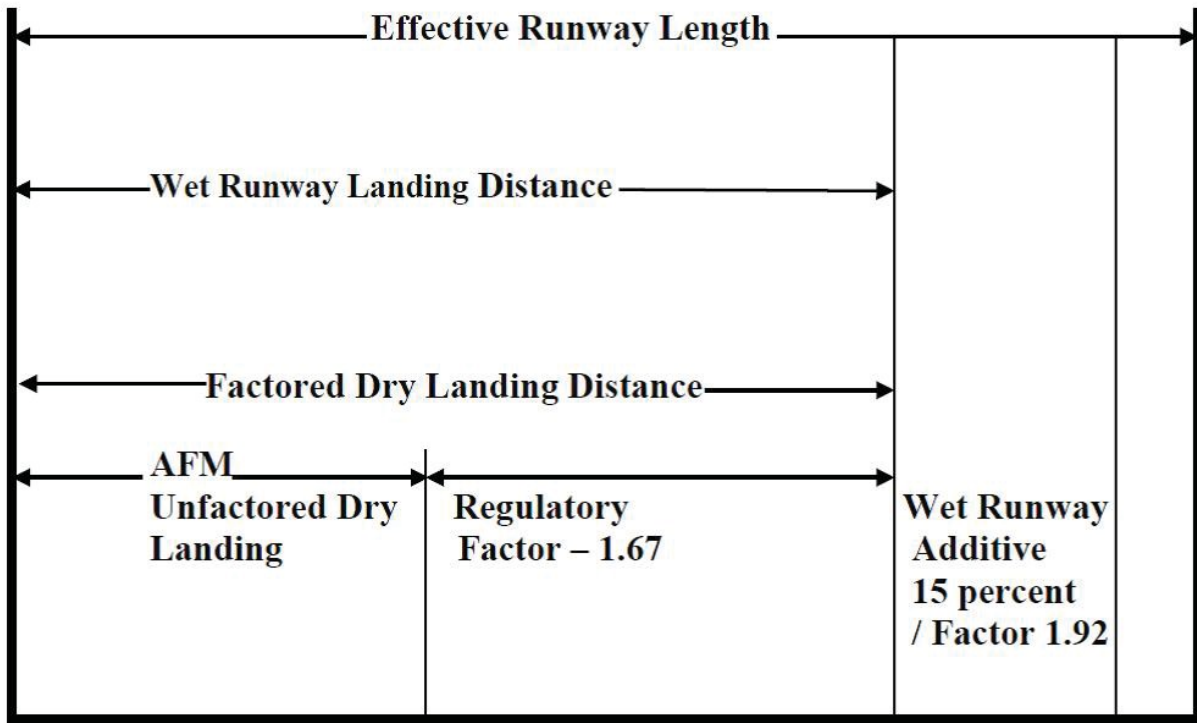 Effective Runway Length
Wet Runway Landing Distance
Factored Dry Landing Distance
AFM
Unfactored Dry
Landing
Regulatory
Factor – 1.67
Wet Runway
Additive
15 percent
/ Factor 1.92